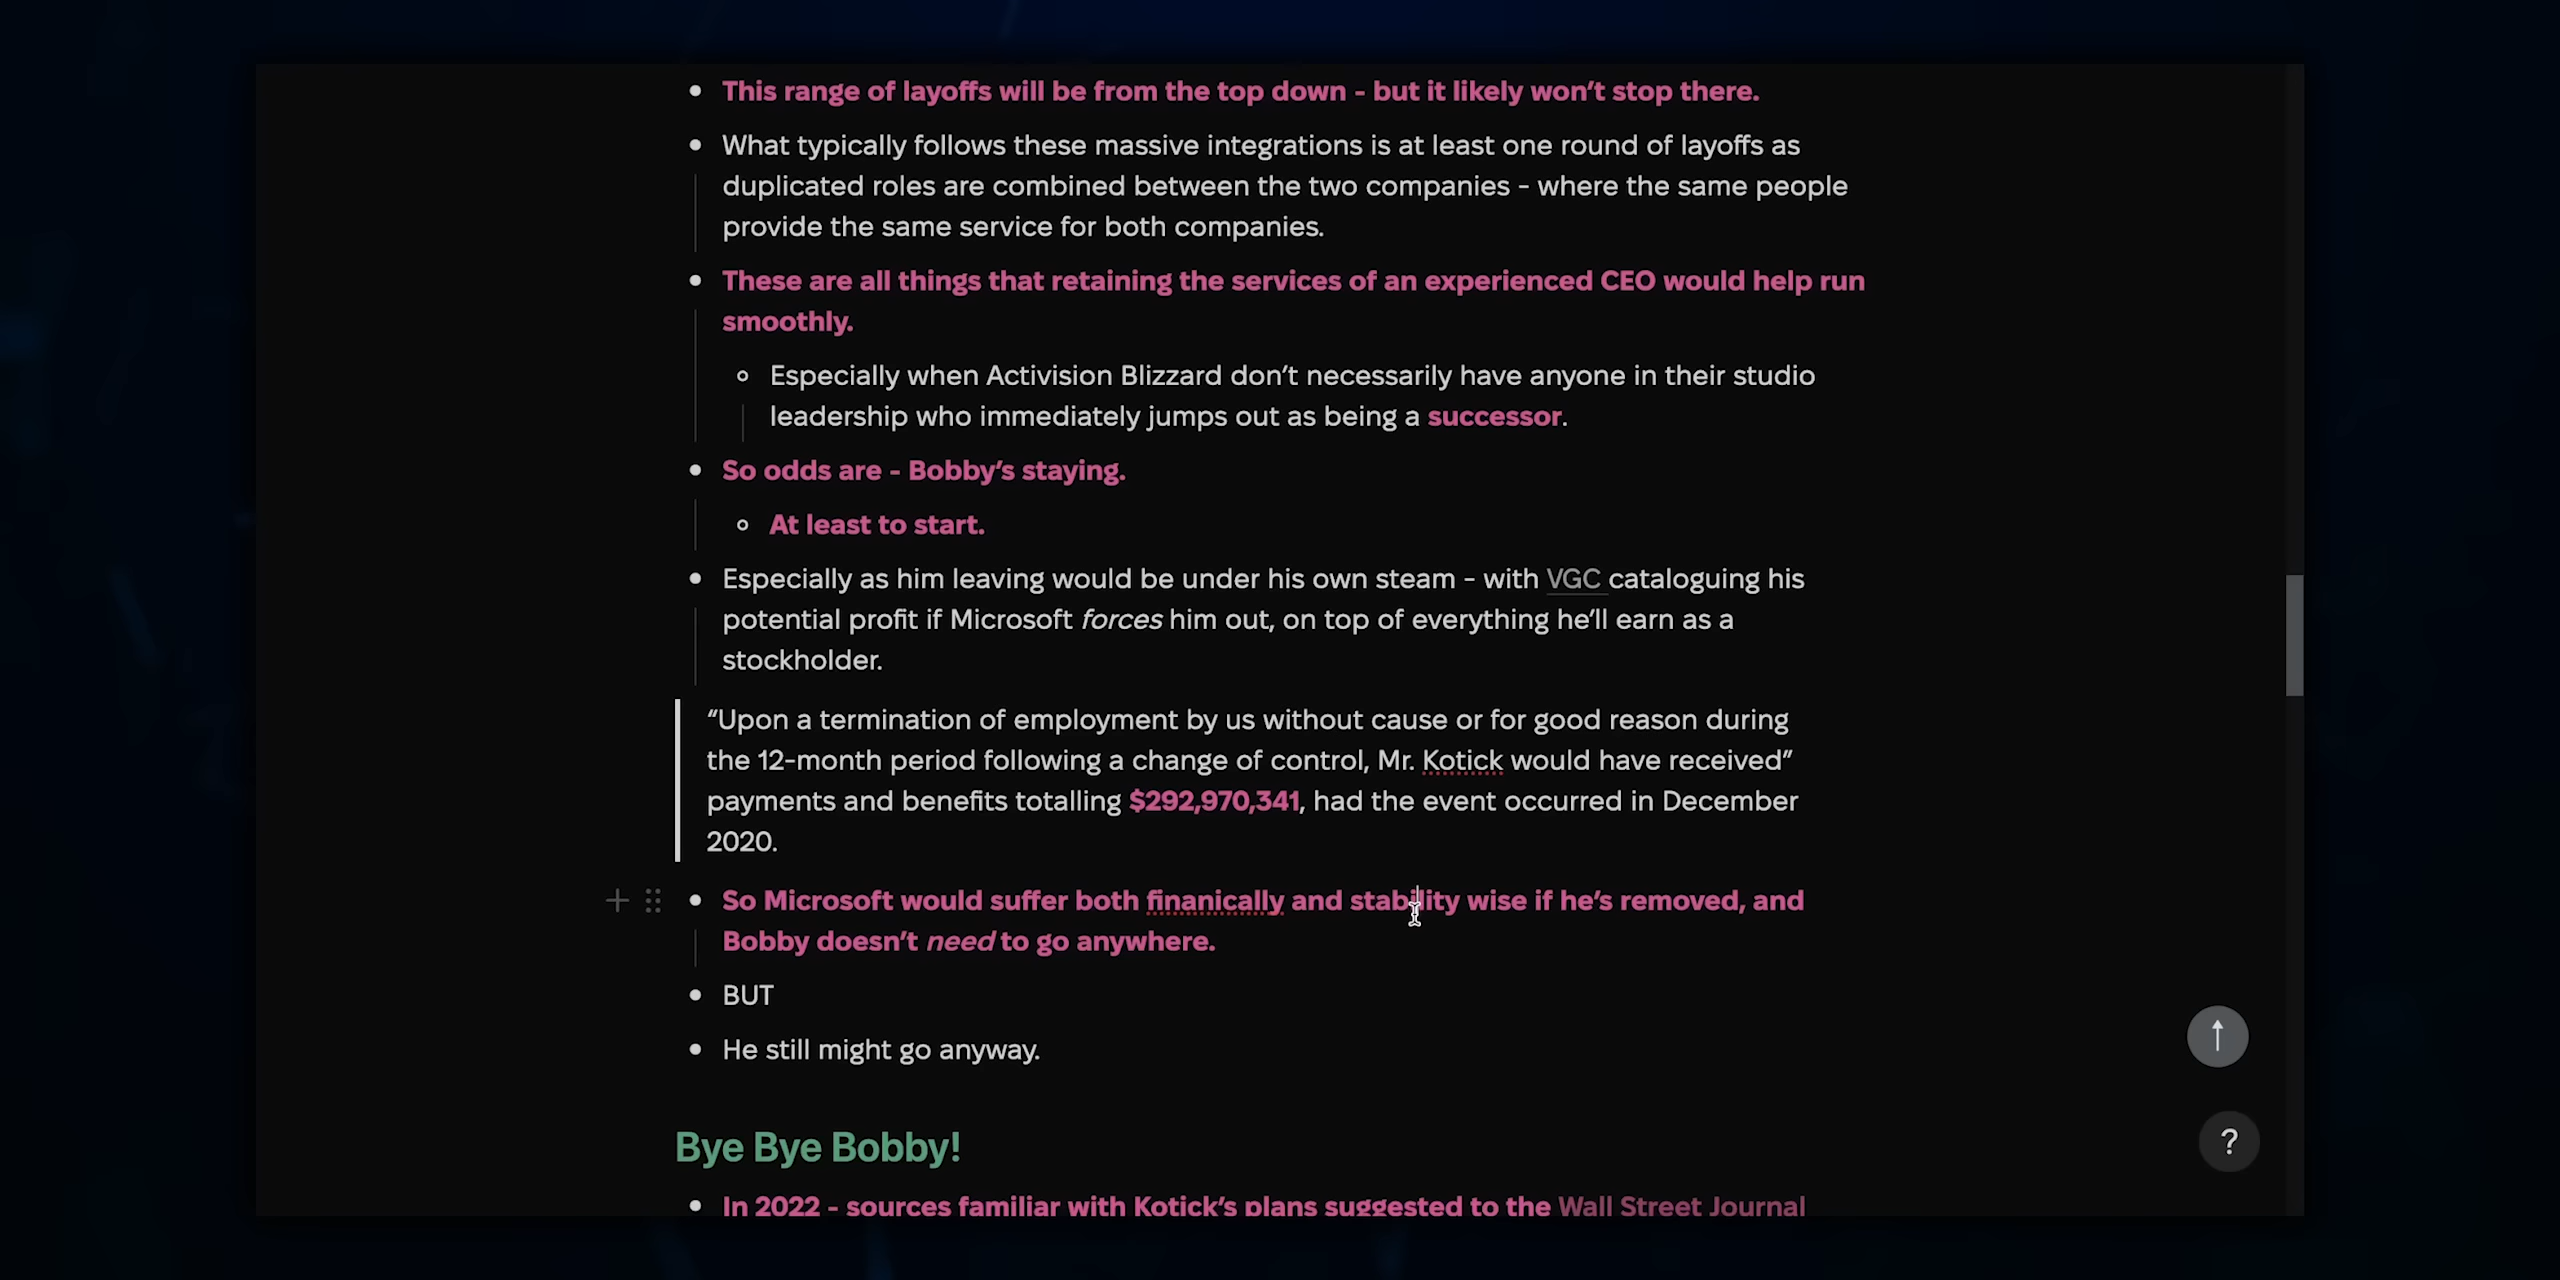 This range of layoffs will be from the top down - but it likely won't stop there.
What typically follows these massive integrations is at least one round of layoffs as
duplicated roles are combined between the two companies - where the same people
provide the same service for both companies.
These are all things that retaining the services of an experienced CEO would help run
smoothly.
Especially when Activision Blizzard don't necessarily have anyone in their studio
leadership who immediately jumps out as being a successor.
So odds are - Bobby's staying.
At least to start.
Especially as him leaving would be under his own steam - with VGC cataloguing his
potential profit if Microsoft forces him out, on top of everything he'll earn as a
stockholder.
“Upon a termination of employment by us without cause or for good reason during
the 12-month period following a change of control, Mr. Kotick would have received”
payments and benefits totalling $292,970,341, had the event occurred in December
2020.
So Microsoft would suffer both finanically and stability wise if he's removed, and
Bobby doesn't need to go anywhere.
BUT
He still might go anyway.
Bye Bye Bobby!
In 2022 - sources familiar with Kotick's plans suggested to the Wall Street Journal
?